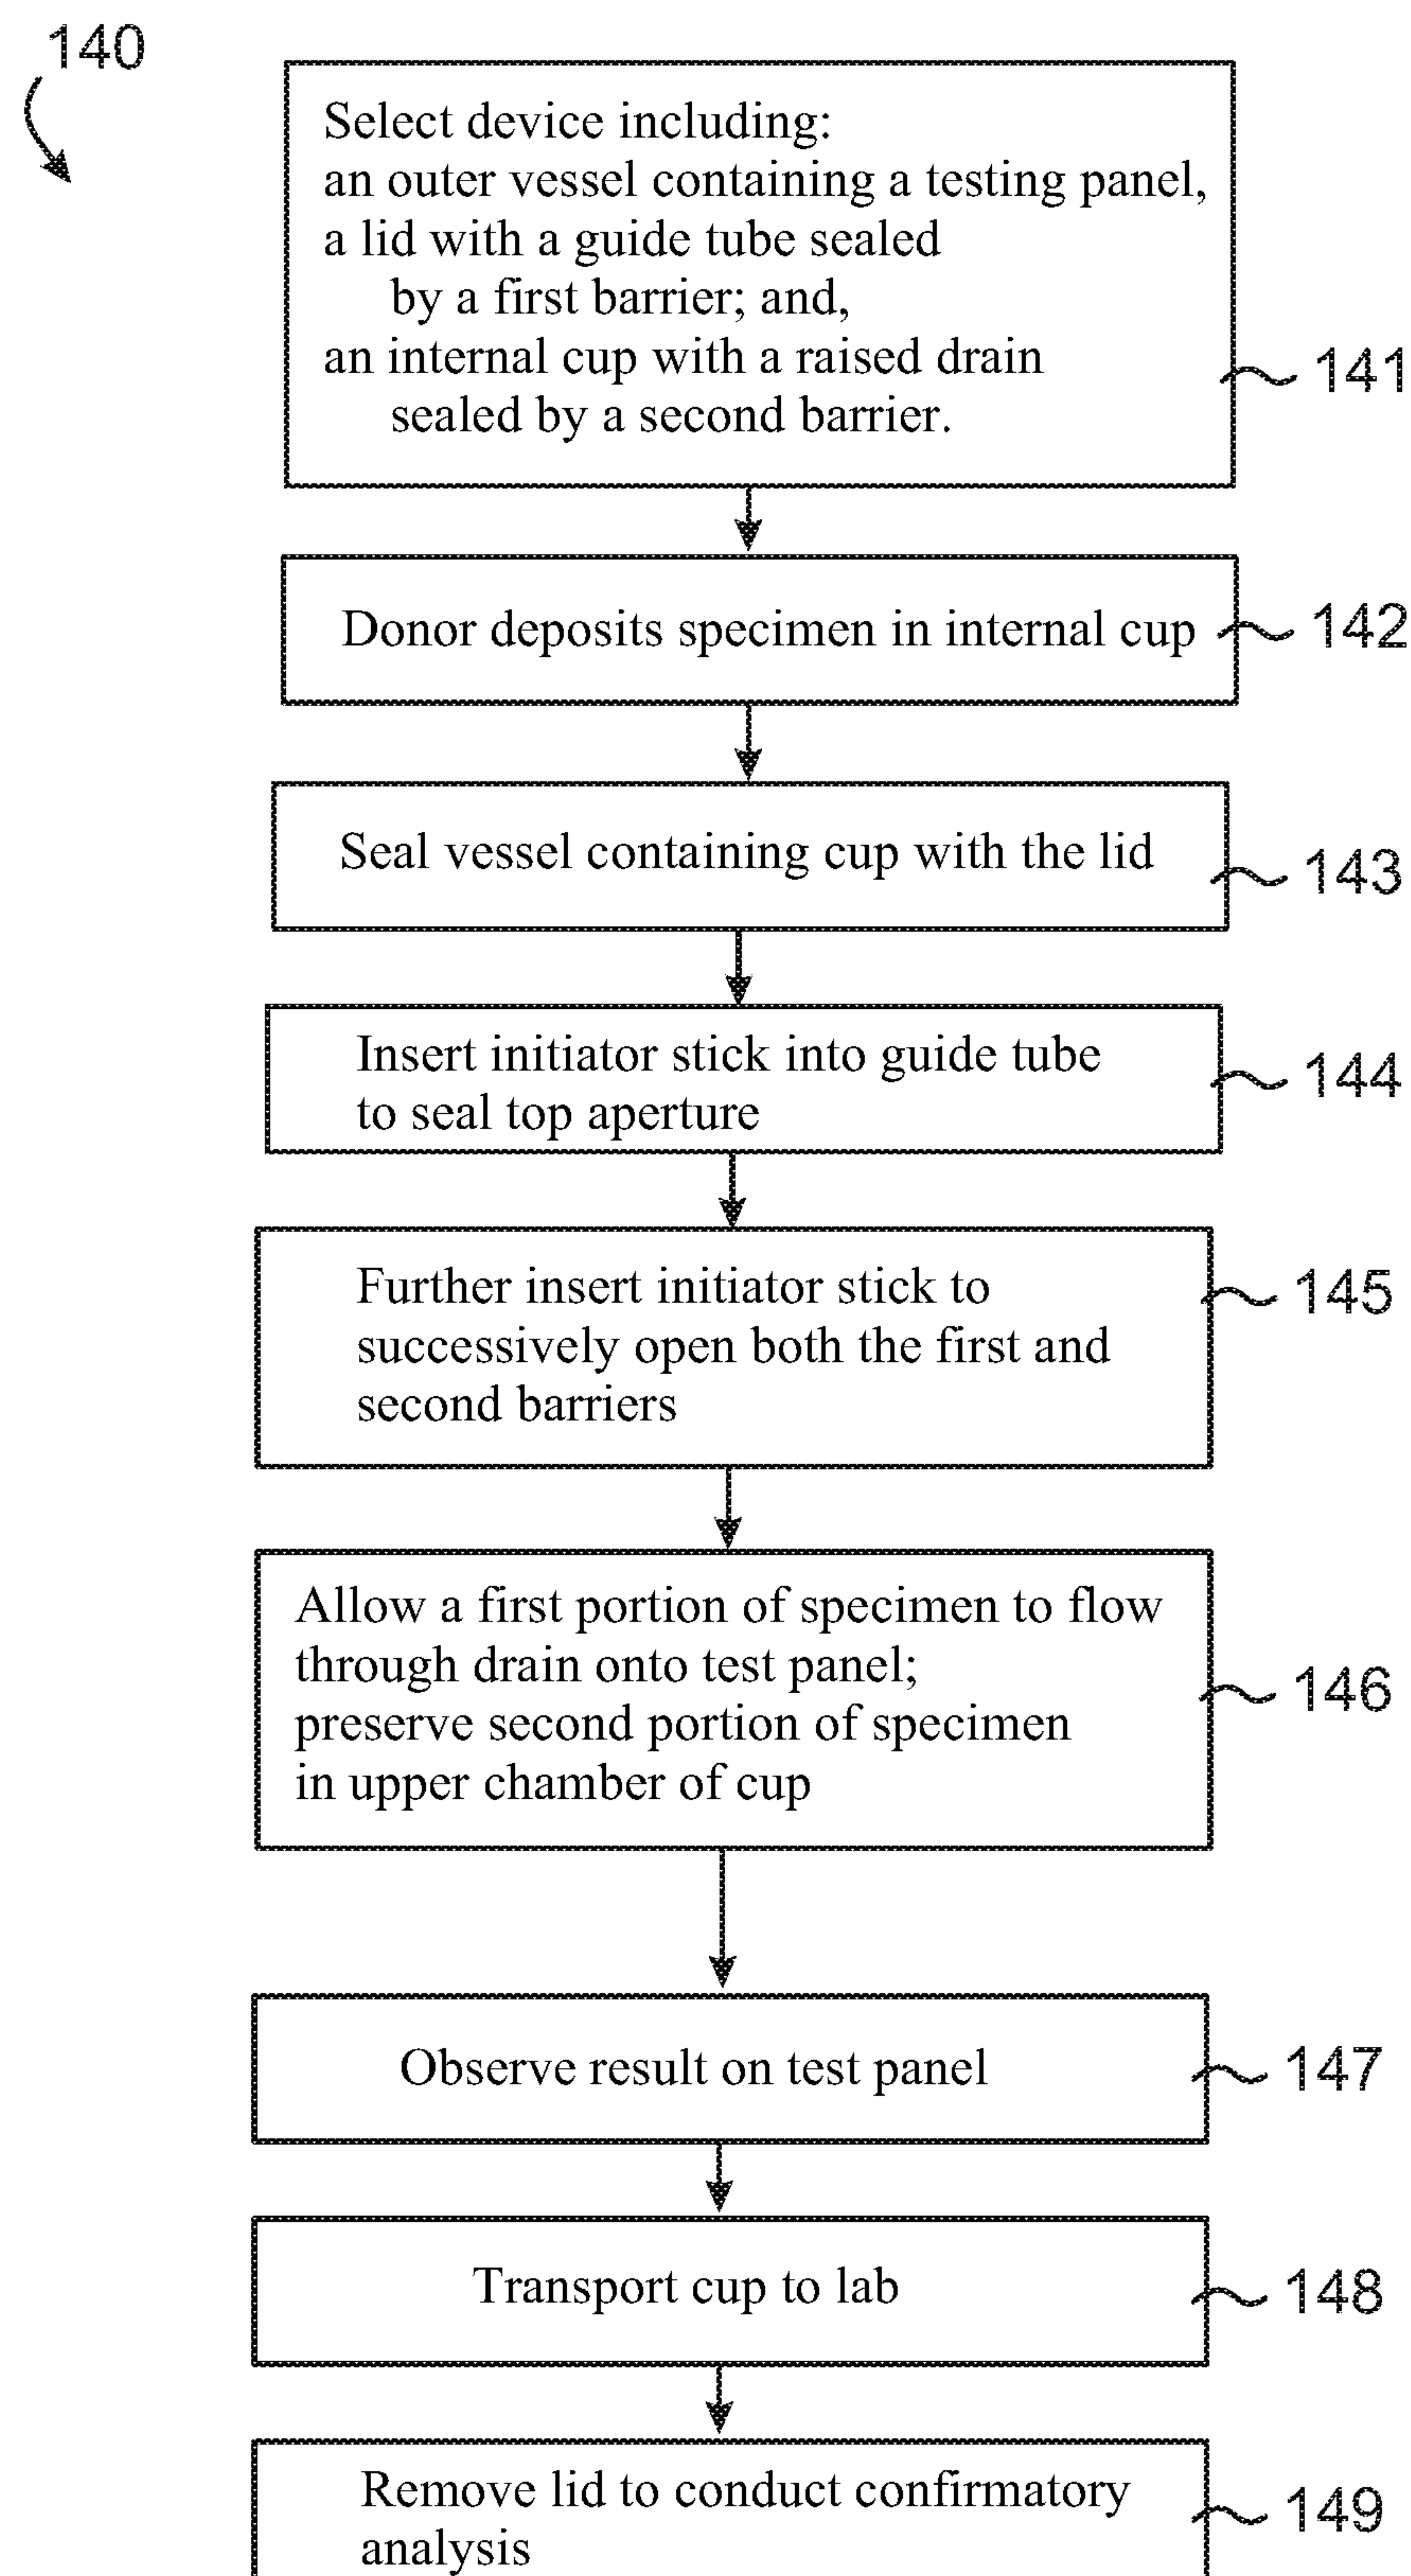 140
Select device including:
an outer vessel containing a testing panel,
a lid with a guide tube sealed
by a first barrier; and,
an internal cup with a raised drain
sealed by a second barrier.
141
Donor deposits specimen in internal cup
142
Seal vessel containing cup with the lid
143
Insert initiator stick into guide tube
to seal top aperture
144
Further insert initiator stick to
successively open both the first and
second barriers
145
Allow a first portion of specimen to flow
through drain onto test panel;
preserve second portion of specimen
in upper chamber of cup
146
Observe result on test panel
147
Transport cup to lab
148
Remove lid to conduct confirmatory
analysis
149